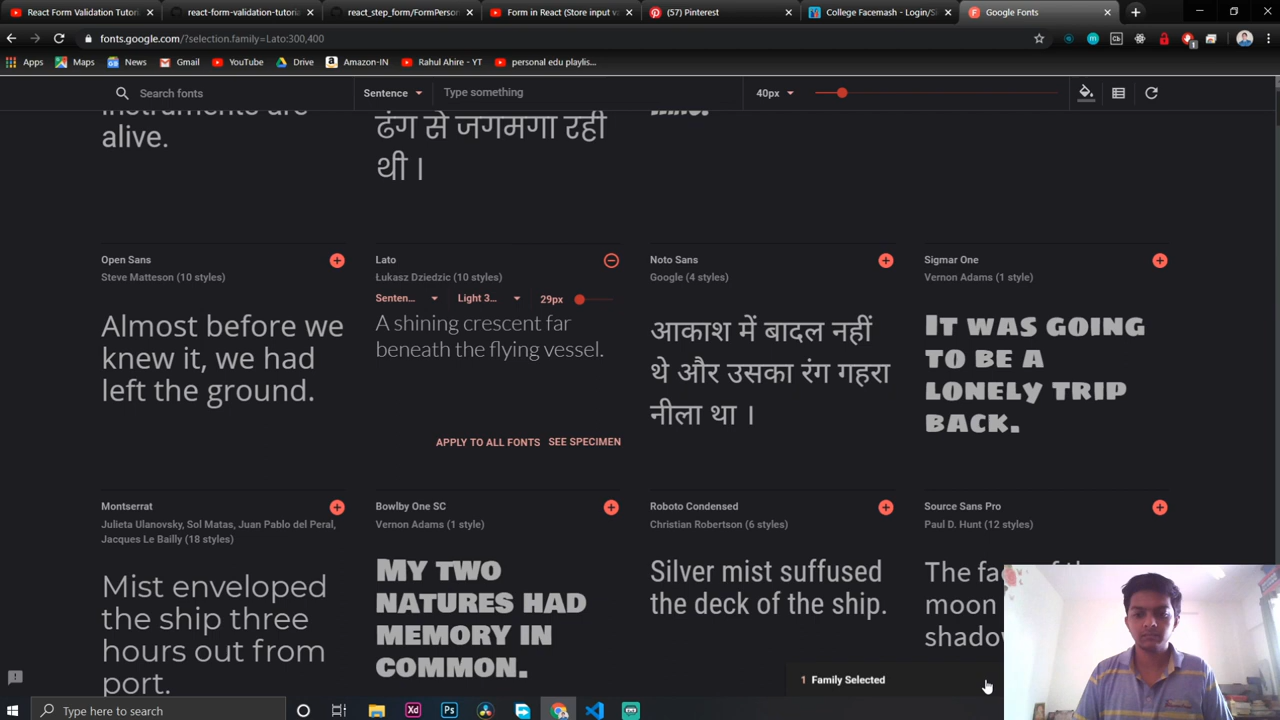 React Form Validation Tutori
react-form-validation-tutoria
react_step_form/FormPerson
Form in React (Store input v
(57) Pinterest
College Facemash - Login/S
Google Fonts
fonts.google.com/?selection.family=Lato:300,400
Apps
Maps
News
Gmail
YouTube
Drive
Amazon-IN
Rahul Ahire - YT
personal edu playlis...
Search fonts
Sentence
Type something
40px
alive.
ढंग से जगमगा रही
थी ।
Open Sans
Steve Matteson (10 styles)
Almost before we
knew it, we had
left the ground.
Lato
Łukasz Dziedzic (10 styles)
Senten...
Light 3...
29px
A shining crescent far
beneath the flying vessel.
APPLY TO ALL FONTS
SEE SPECIMEN
Noto Sans
Google (4 styles)
आकाश में बादल नहीं
थे और उसका रंग गहरा
नीला था ।
Sigmar One
Vernon Adams (1 style)
It was going
to be a
lonely trip
back.
Montserrat
Julieta Ulanovsky, Sol Matas, Juan Pablo del Peral,
Jacques Le Bailly (18 styles)
Mist enveloped
the ship three
hours out from
port.
Bowlby One SC
Vernon Adams (1 style)
My two
natures had
memory in
common.
Roboto Condensed
Christian Robertson (6 styles)
Silver mist suffused
the deck of the ship.
Source Sans Pro
Paul D. Hunt (12 styles)
The
moon
1 Family Selected
Type here to search